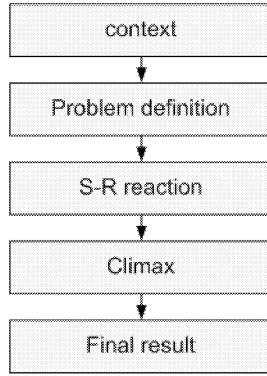 context
Problem definition
S-R reaction
Climax
Final result